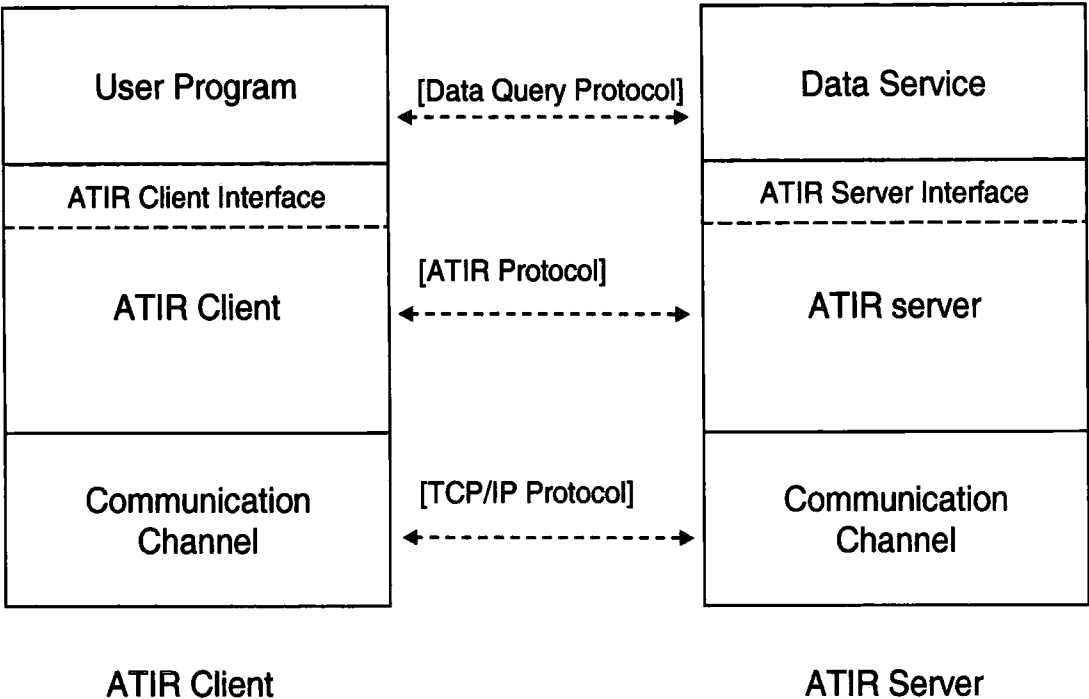 User Program
[Data Query Protocol]
Data Service
ATIR Client Interface
ATIR Server Interface
[ATIR Protocol]
ATIR Client
ATIR server
[TCP/IP Protocol]
Communication
Channel
Communication
Channel
ATIR Client
ATIR Server